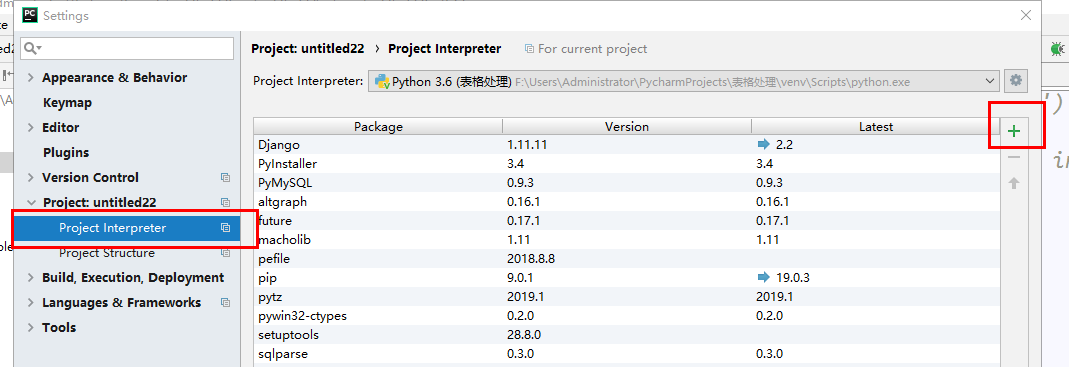 Settings
Project: untitled22 › Project Interpreter For current project
Appearance & Behavior
Keymap
Editor
Plugins
Version Control
Project: untitled22
Project Interpreter
Project Structure
Build, Execution, Deployment
Languages & Frameworks
Tools
Project Interpreter: Python 3.6 (表格处理) F:\Users\Administrator\PycharmProjects\表格处理\venv\Scripts\python.exe
Package Version Latest
Django 1.11.11 2.2
PyInstaller 3.4 3.4
PyMySQL 0.9.3 0.9.3
altgraph 0.16.1 0.16.1
future 0.17.1 0.17.1
macholib 1.11 1.11
pefile 2018.8.8
pip 9.0.1 19.0.3
pytz 2019.1 2019.1
pywin32-ctypes 0.2.0 0.2.0
setuptools 28.8.0
sqlparse 0.3.0 0.3.0